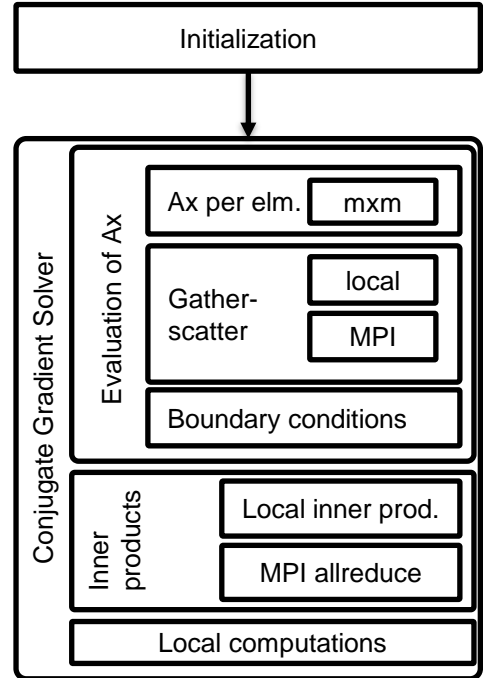 Initialization
Conjugate Gradient Solver
Evaluation of Ax
Ax per elm.
mxm
Gather-
scatter
local
MPI
Boundary conditions
Inner
products
Local inner prod.
MPI allreduce
Local computations